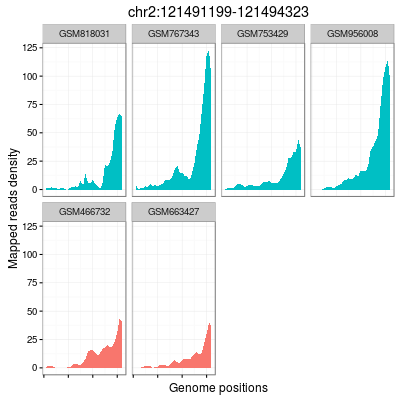 chr2:121491199-121494323
GSM818031 GSM767343 GSM753429 GSM956008
125
100
75
50
25
0
GSM466732 GSM663427
125
100
75
50
25
0
Mapped reads density
Genome positions